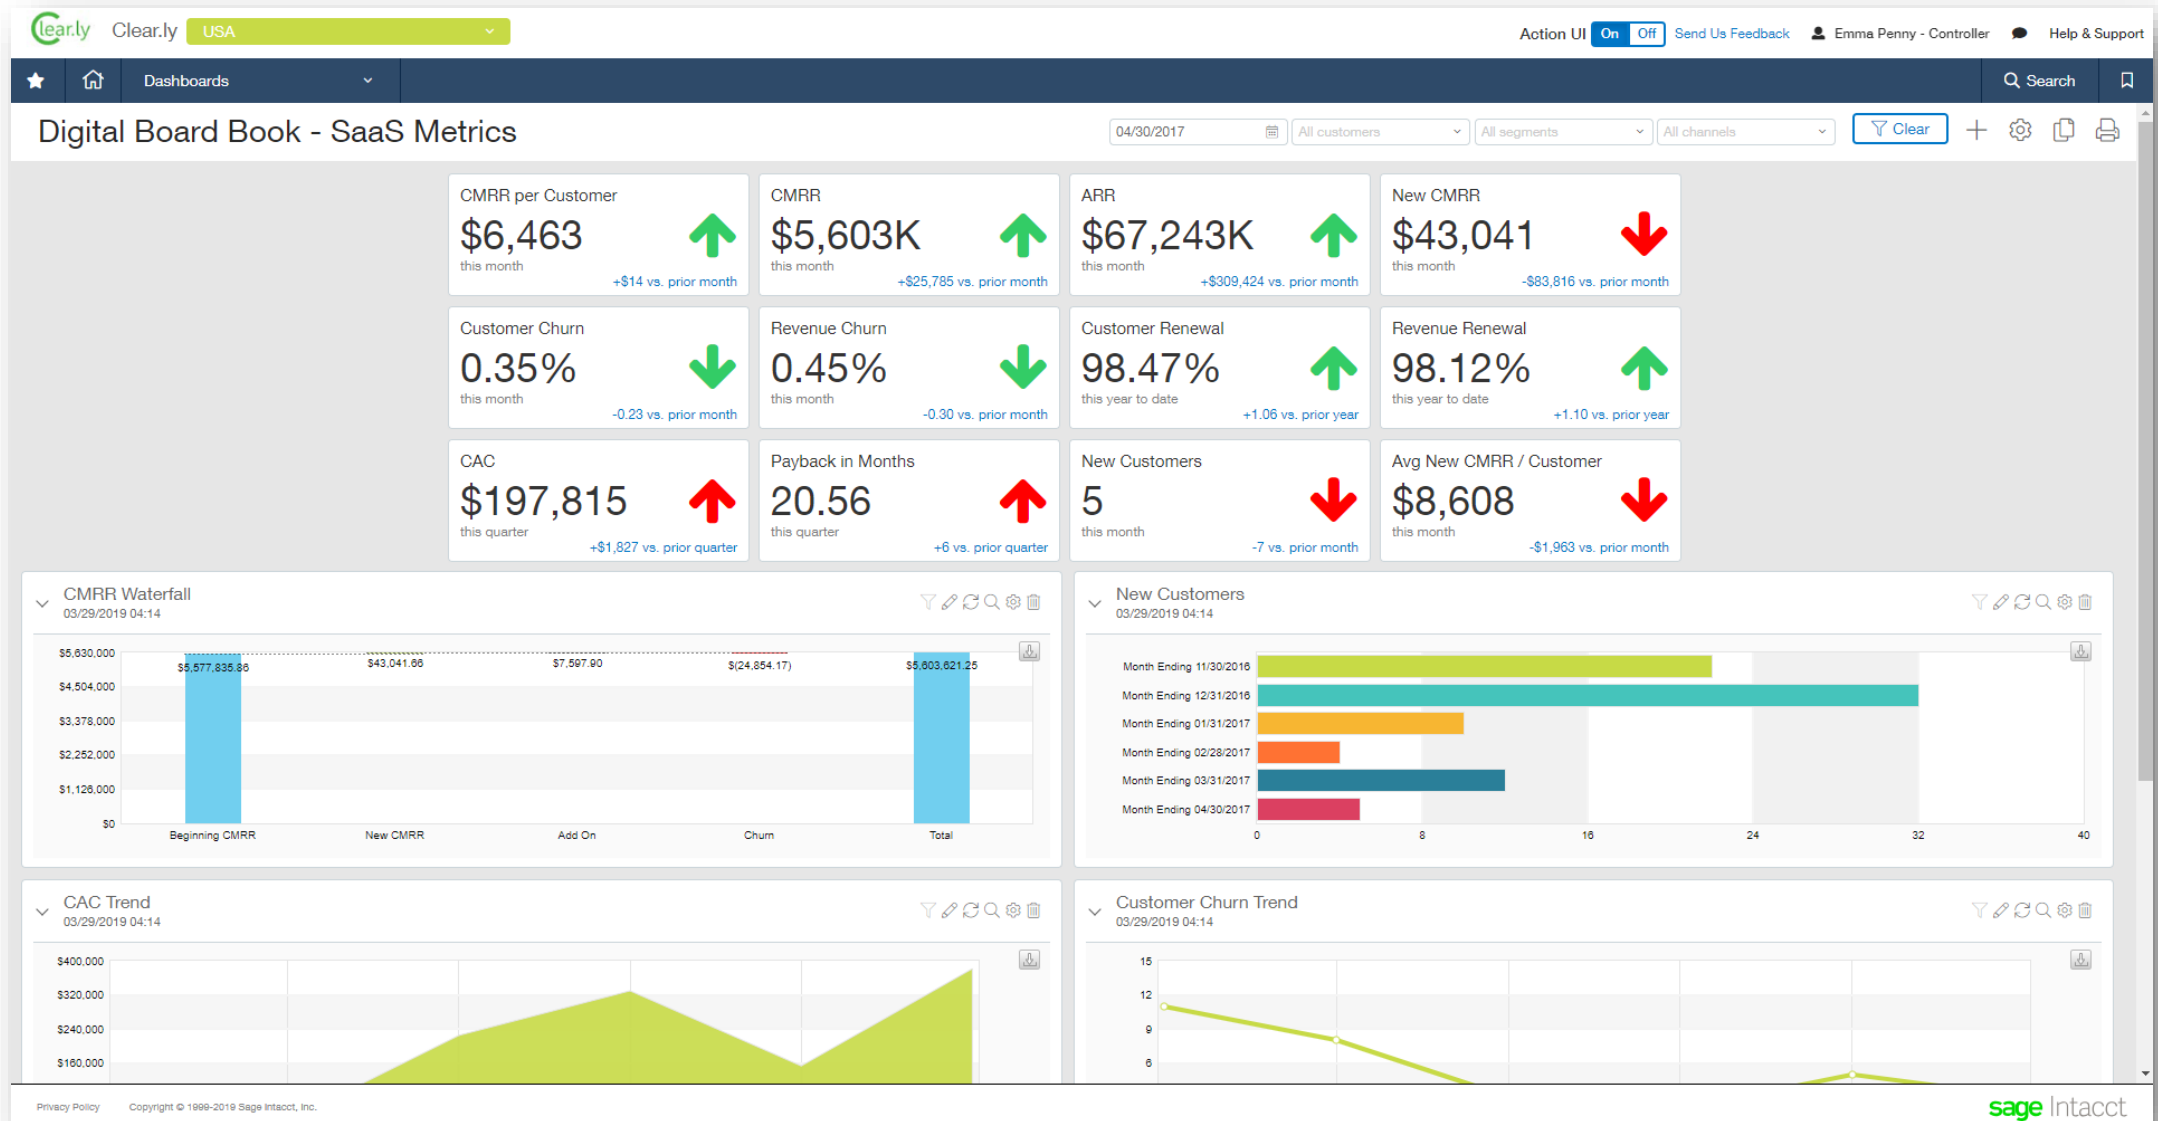 Clear.ly
Clear.ly
USA
Action UI
On
Off
Send Us Feedback
Emma Penny - Controller
Help & Support
Dashboards
Search
Digital Board Book - SaaS Metrics
04/30/2017
All customers
All segments
All channels
Clear
CMRR per Customer
$6,463
this month
+$14 vs. prior month
CMRR
$5,603K
this month
+$25,785 vs. prior month
ARR
$67,243K
this month
+$309,424 vs. prior month
New CMRR
$43,041
this month
-$83,816 vs. prior month
Customer Churn
0.35%
this month
-0.23 vs. prior month
Revenue Churn
0.45%
this month
-0.30 vs. prior month
Customer Renewal
98.47%
this year to date
+1.06 vs. prior year
Revenue Renewal
98.12%
this year to date
+1.10 vs. prior year
CAC
$197,815
this quarter
+$1,827 vs. prior quarter
Payback in Months
20.56
this quarter
+6 vs. prior quarter
New Customers
5
this month
-7 vs. prior month
Avg New CMRR / Customer
$8,608
this month
-$1,963 vs. prior month
CMRR Waterfall
03/29/2019 04:14
$5,630,000
$4,504,000
$3,378,000
$2,252,000
$1,126,000
$0
$5,577,835.86
$43,041.66
$7,597.90
$(24,854.17)
$5,603,621.25
Beginning CMRR
New CMRR
Add On
Churn
Total
New Customers
03/29/2019 04:14
Month Ending 11/30/2016
Month Ending 12/31/2016
Month Ending 01/31/2017
Month Ending 02/28/2017
Month Ending 03/31/2017
Month Ending 04/30/2017
0
8
16
24
32
40
CAC Trend
03/29/2019 04:14
$400,000
$320,000
$240,000
$160,000
Customer Churn Trend
03/29/2019 04:14
15
12
9
6
Privacy Policy
Copyright © 1999-2019 Sage Intacct, Inc.
sage Intacct